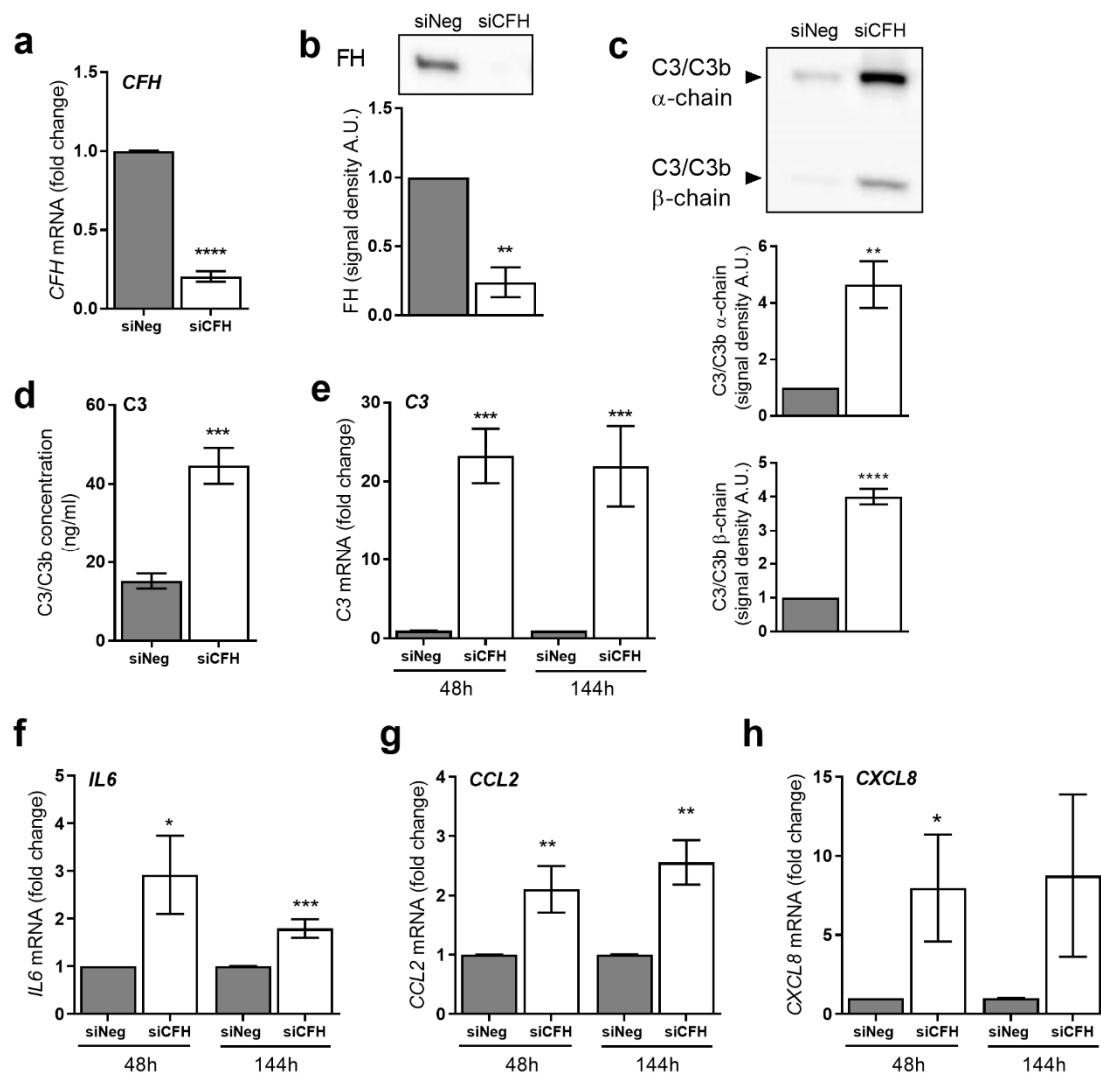 a
CFH
CFH mRNA (fold change)
1.5
1.0
0.5
0.0
****
siNeg siCFH
b
siNeg siCFH
FH
FH (signal density A.U.)
1.5
1.0
0.5
0.0
**
siNeg siCFH
c
siNeg siCFH
C3/C3b
α-chain
C3/C3b
β-chain
C3/C3b α-chain
(signal density A.U.)
6
4
2
0
**
C3/C3b β-chain
(signal density A.U.)
5
4
3
2
1
0
****
siNeg siCFH
d
C3
C3/C3b concentration
(ng/ml)
60
40
20
0
***
siNeg siCFH
e
C3
C3 mRNA (fold change)
30
20
10
0
*** ***
siNeg siCFH siNeg siCFH
48h 144h
f
IL6
IL6 mRNA (fold change)
5
4
3
2
1
0
* ***
siNeg siCFH siNeg siCFH
48h 144h
g
CCL2
CCL2 mRNA (fold change)
4
3
2
1
0
** **
siNeg siCFH siNeg siCFH
48h 144h
h
CXCL8
CXCL8 mRNA (fold change)
15
10
5
0
*
siNeg siCFH siNeg siCFH
48h 144h